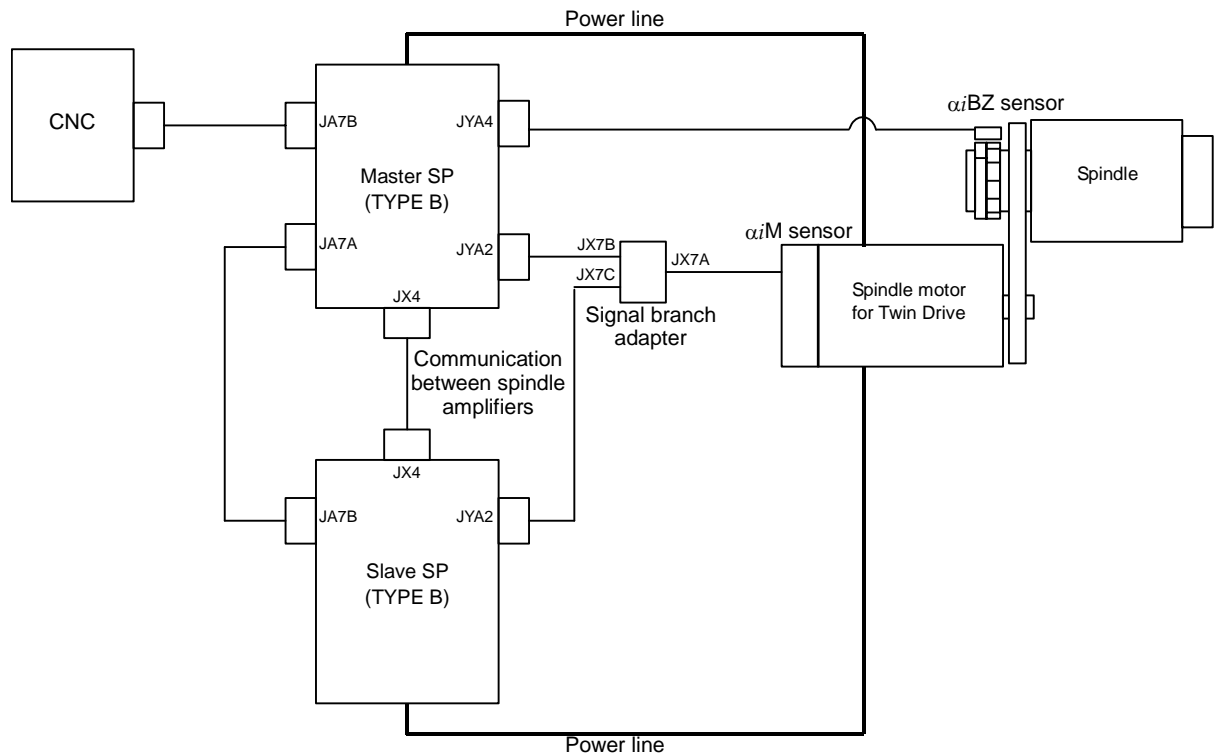 Power line
CNC
JA7B
JYA4
αiBZ sensor
Master SP
(TYPE B)
Spindle
JA7A
JYA2
JX7B
JX7C
JX7A
αiM sensor
JX4
Signal branch
adapter
Spindle motor
for Twin Drive
Communication
between spindle
amplifiers
JX4
JA7B
JYA2
Slave SP
(TYPE B)
Power line